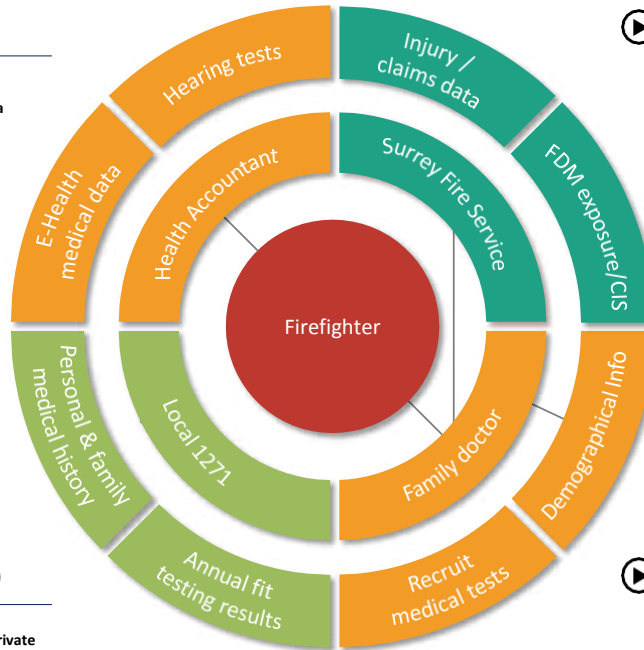 Hearing tests
Injury /
claims data
E-Health
medical data
Health Accountant
Surrey Fire Service
FDM exposure/CIS
Firefighter
Personal & family
medical history
Local 1271
Family doctor
Demographical Info
Annual fit
testing results
Recruit
medical tests